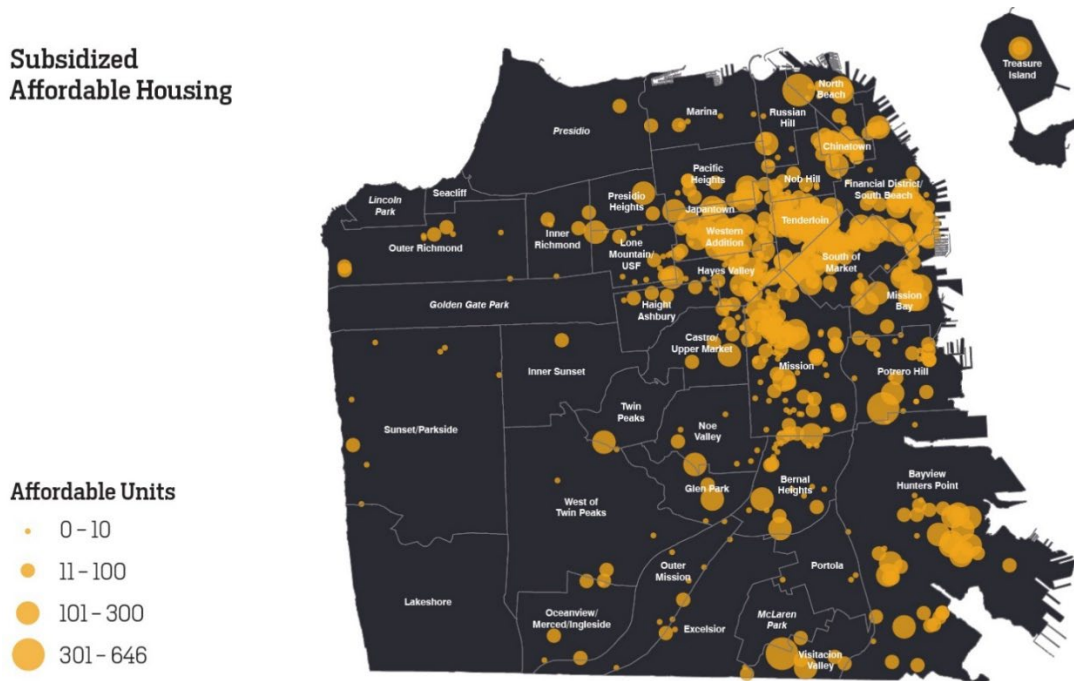 Subsidized
Affordable Housing
Treasure
Island
North
Beach
Marina
Russian
Hill
Presidio
Chinatown
Pacific
Heights
Nob Hill
Financial District/
South Beach
Seacliff
Lincoln
Park
Presidio
Heights
Japantown
Tenderloin
Western
Addition
Inner
Richmond
Outer Richmond
Lone
Mountain/
USF
South of
Market
Hayes Valley
Mission
Bay
Golden Gate Park
Haight
Ashbury
Castro/
Upper Market
Mission
Potrero Hill
Inner Sunset
Twin
Peaks
Sunset/Parkside
Noe
Valley
Bayview
Hunters Point
Glen Park
Bernal
Heights
West of
Twin Peaks
Outer
Mission
Portola
Lakeshore
Oceanview/
Merced/Ingleside
McLaren
Park
Excelsior
Visitacion
Valley
Affordable Units
0 – 10
11 – 100
101 – 300
301 – 646